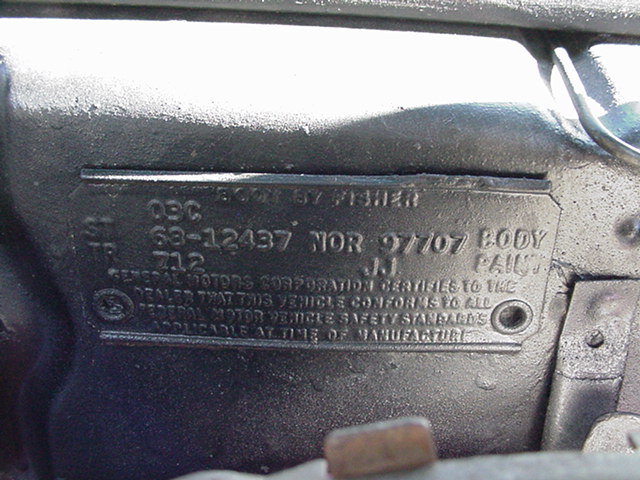 BODY BY FISHER
03C
ST 68-12437 NOR 97707 BODY
TR 712 JJ PAINT
GENERAL MOTORS CORPORATION CERTIFIES TO THE
DEALER THAT THIS VEHICLE CONFORMS TO ALL
FEDERAL MOTOR VEHICLE SAFETY STANDARDS
APPLICABLE AT TIME OF MANUFACTURE